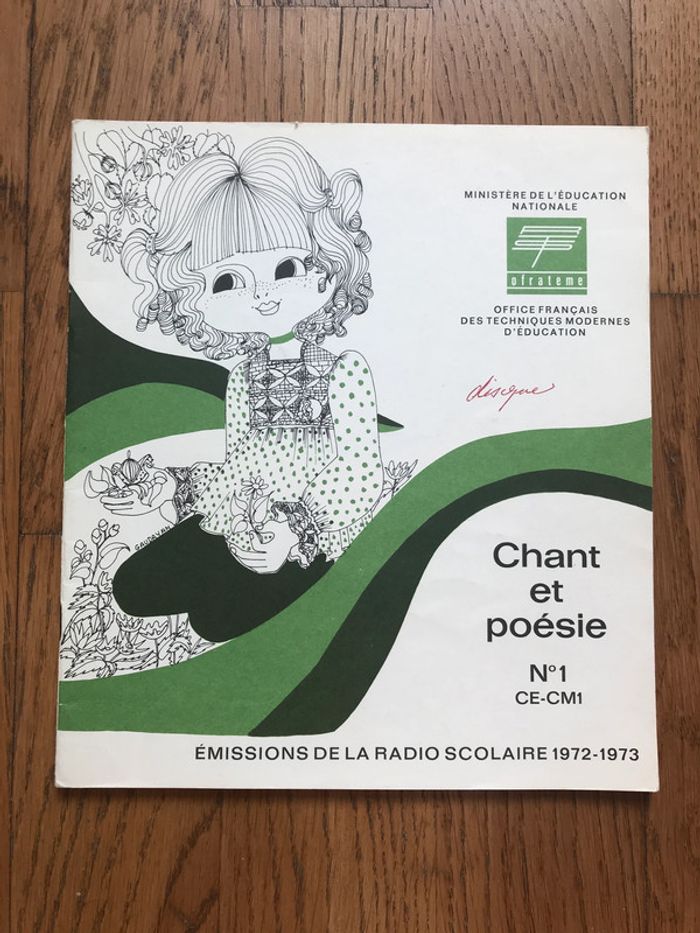 MINISTÈRE DE L'ÉDUCATION
NATIONALE
ofrateme
OFFICE FRANÇAIS
DES TECHNIQUES MODERNES
D'ÉDUCATION
disque
GAUDAVAN
Chant
et
poésie
N° 1
CE-CM1
ÉMISSIONS DE LA RADIO SCOLAIRE 1972-1973